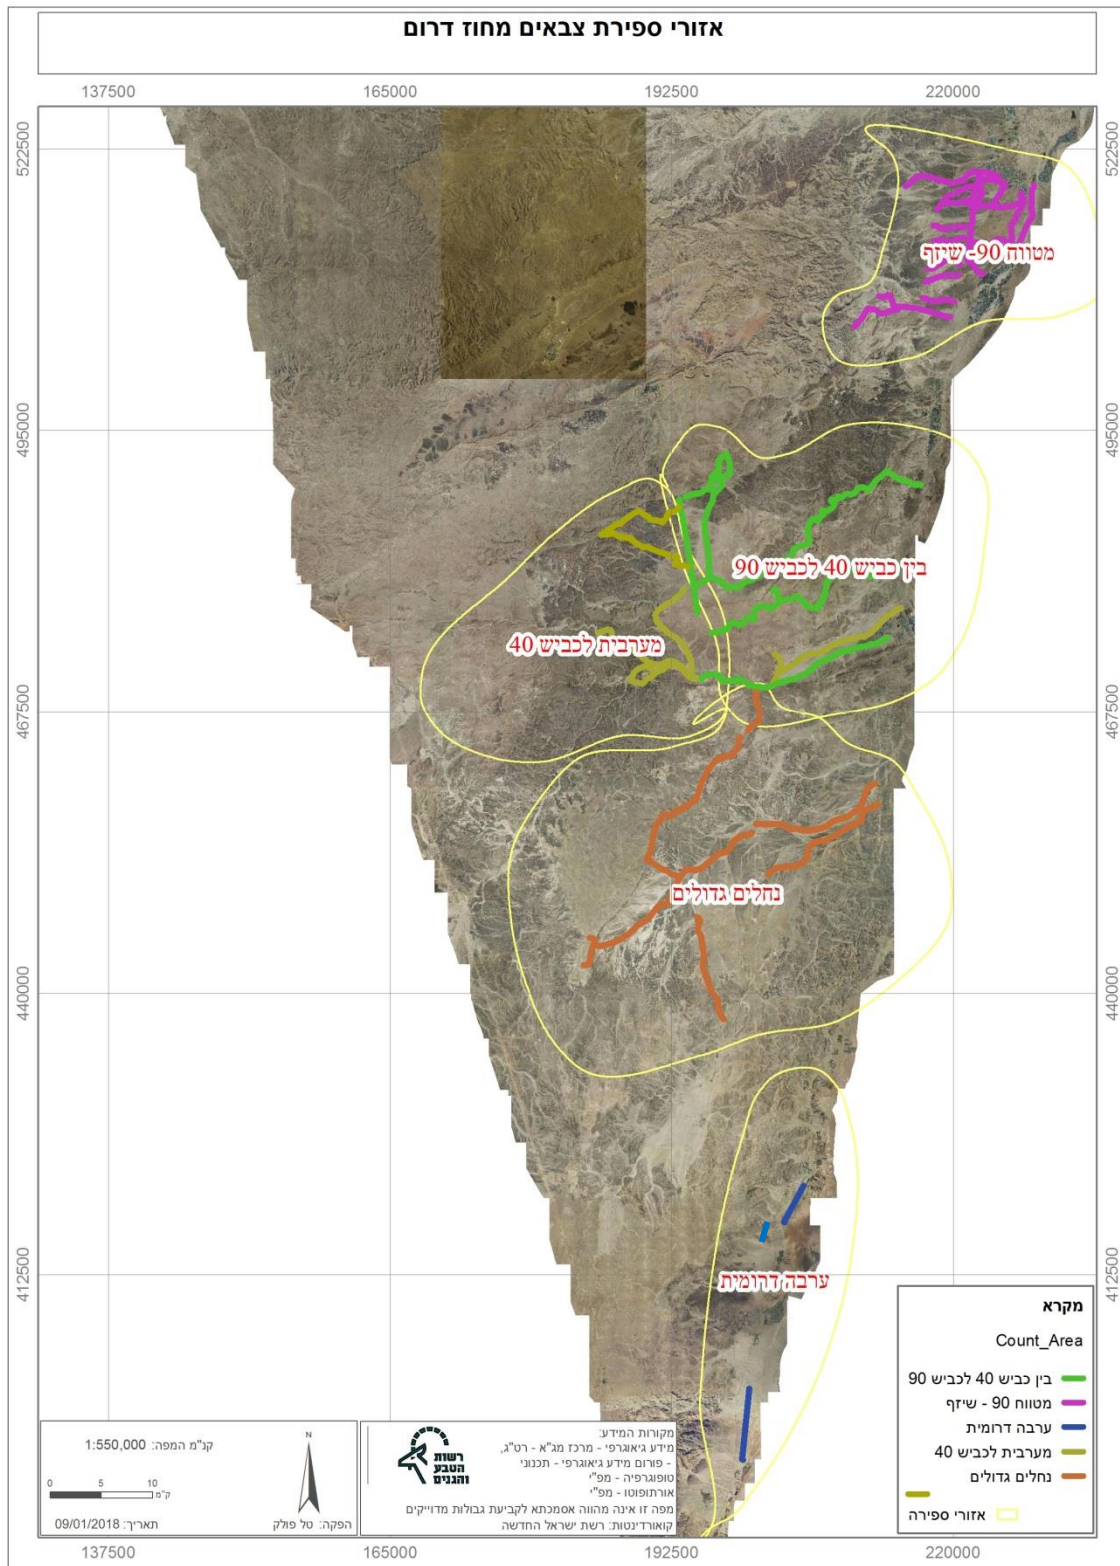 אזורי ספירת צבאים מחוז דרום
137500 165000 192500 220000
522500 522500
מטווח 90- שיזף
495000 495000
בין כביש 40 לכביש 90
מערבית לכביש 40
467500 467500
נחלים גדולים
440000 440000
412500 412500
ערבה דרומית
מקרא
Count_Area
בין כביש 40 לכביש 90
מטווח 90 - שיזף
ערבה דרומית
מערבית לכביש 40
נחלים גדולים
אזורי ספירה
מקורות המידע:
מידע גיאוגרפי - מרכז מג"א - רט"ג,
- פורום מידע גיאוגרפי - תכנוני
טופוגרפיה - מפ"י
אורתופוטו - מפ"י
מפה זו אינה מהווה אסמכתא לקביעת גבולות מדוייקים
קואורדינטות: רשת ישראל החדשה
רשות
הטבע
והגנים
N
קנ"מ המפה: 1:550,000
0 5 10
ק"מ
הפקה: טל פולק
תאריך: 09/01/2018
137500 165000 192500 220000